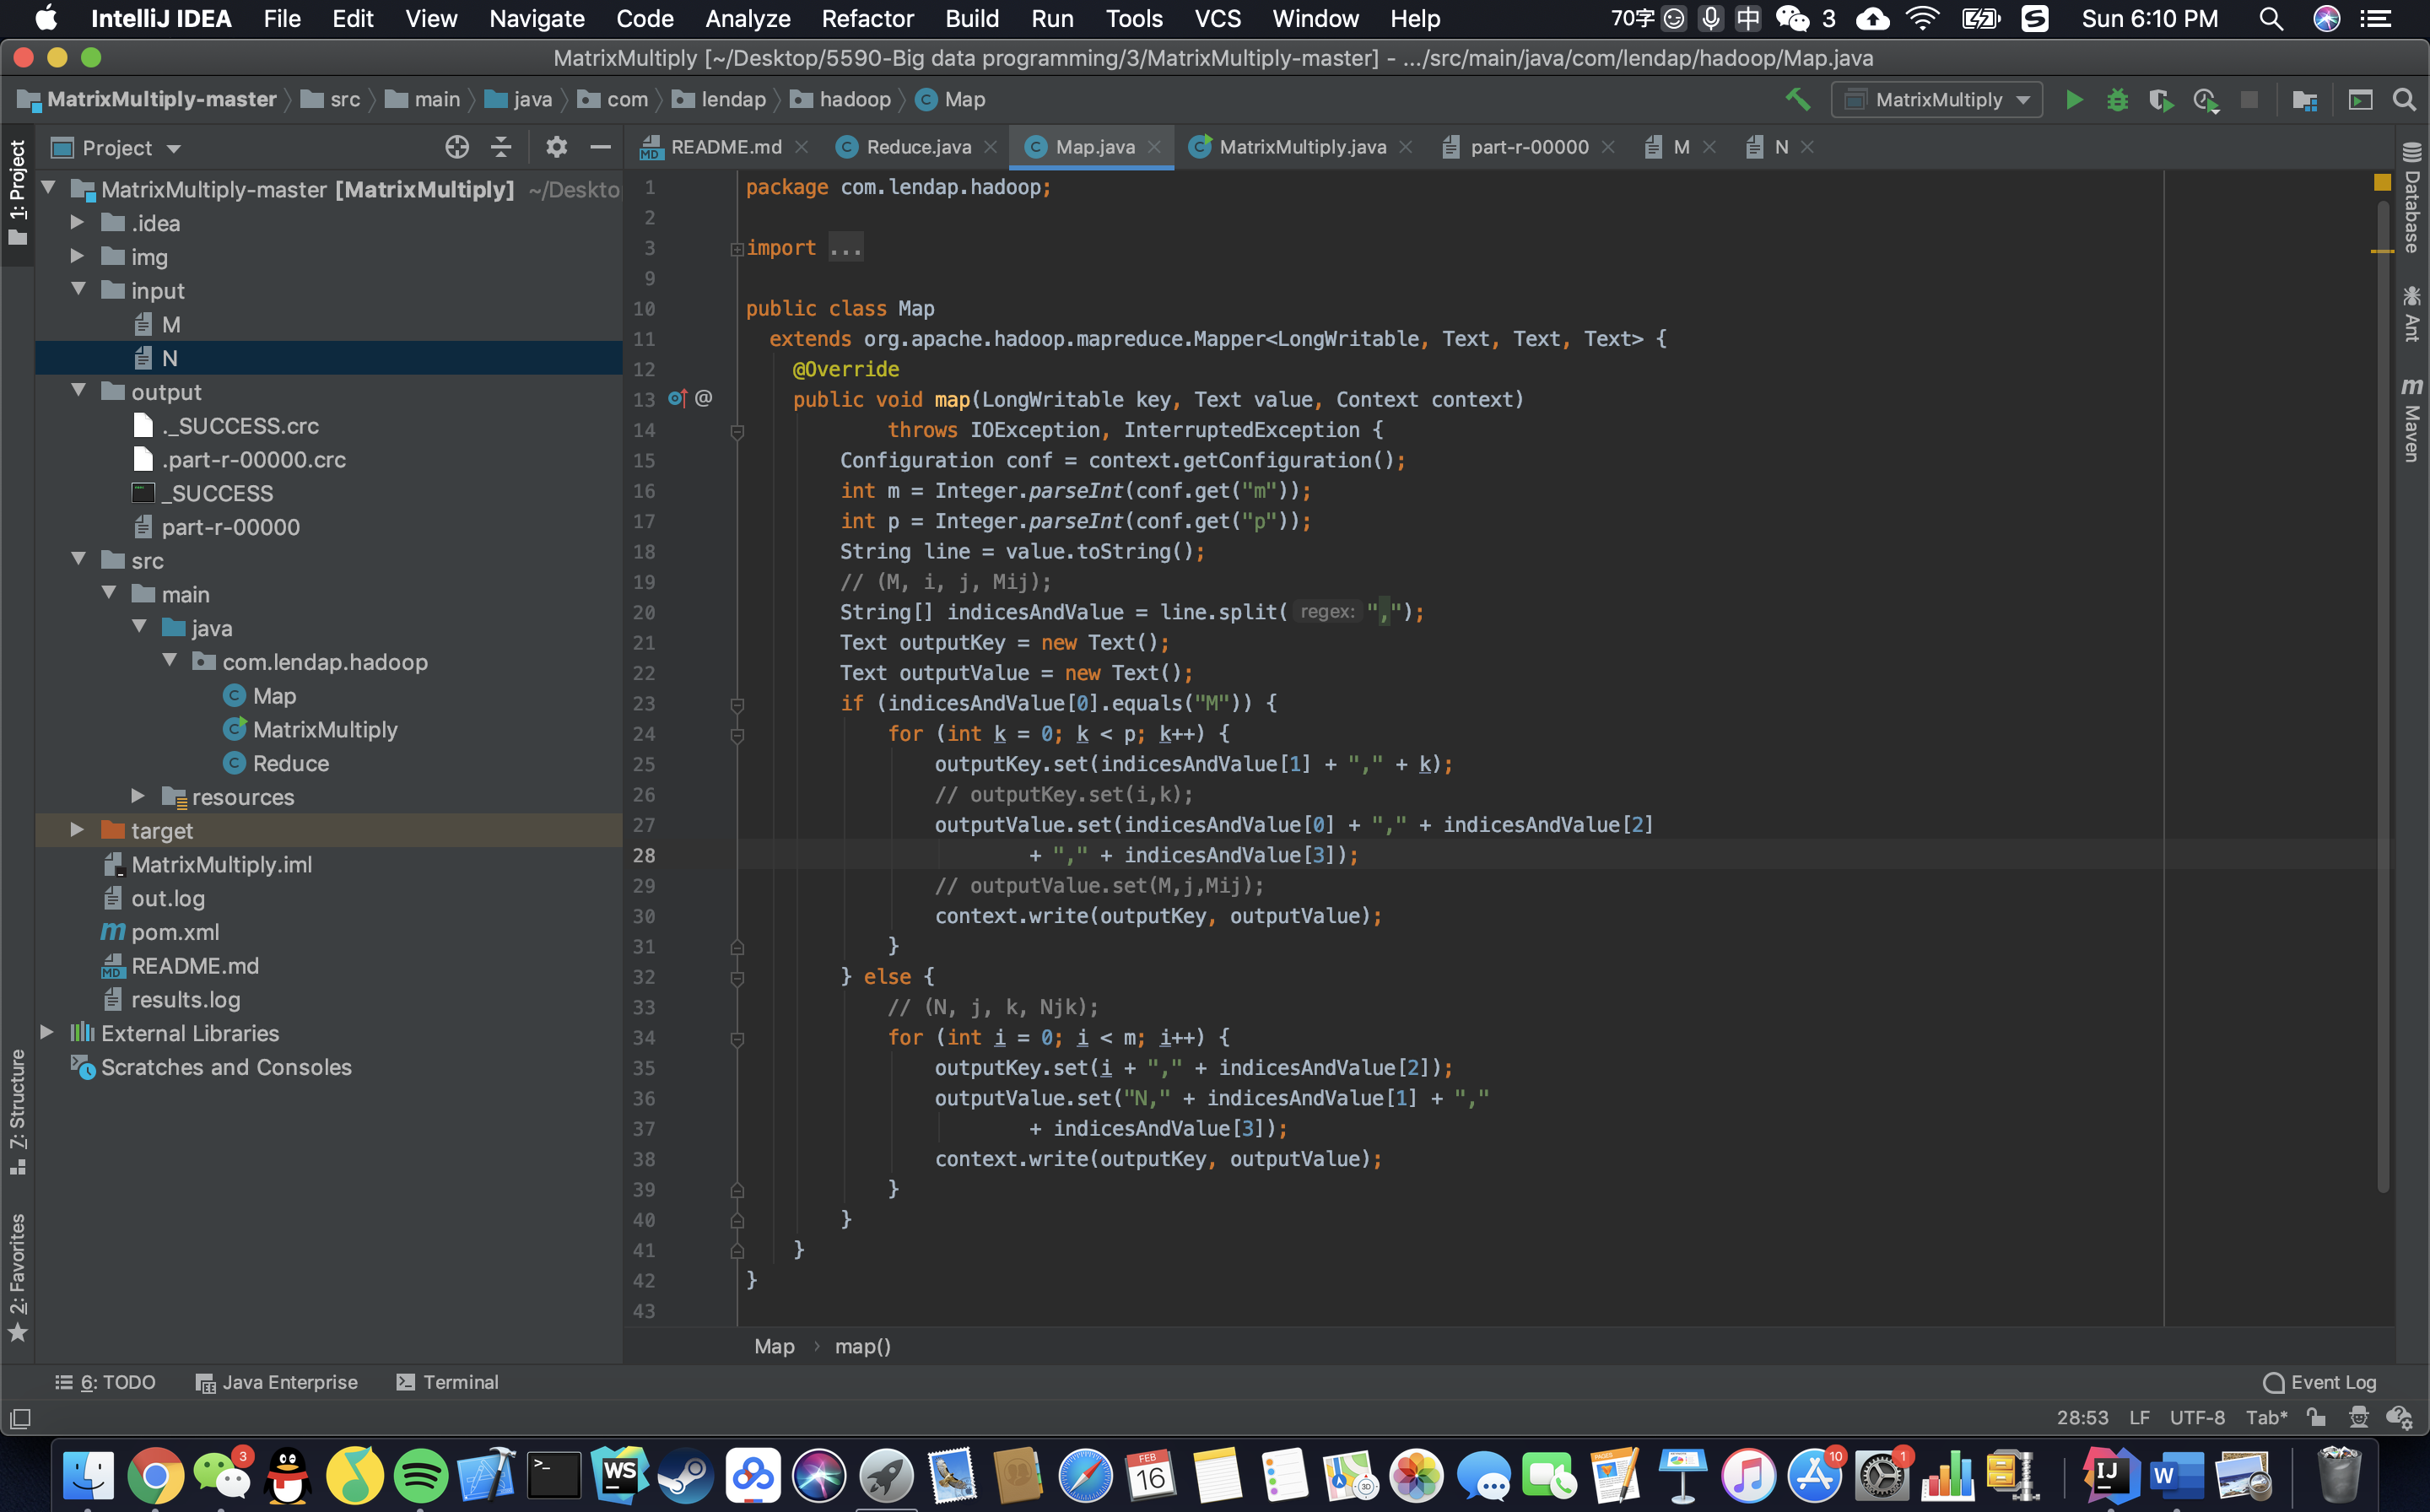 IntelliJ IDEA File Edit View Navigate Code Analyze Refactor Build Run Tools VCS Window Help 70字 中 3 S Sun 6:10 PM
MatrixMultiply [~/Desktop/5590-Big data programming/3/MatrixMultiply-master] - .../src/main/java/com/lendap/hadoop/Map.java
MatrixMultiply-master src main java com lendap hadoop Map MatrixMultiply
Project README.md Reduce.java Map.java MatrixMultiply.java part-r-00000 M N
1: Project
7: Structure
2: Favorites
MatrixMultiply-master [MatrixMultiply] ~/Deskto
.idea
img
input
M
N
output
._SUCCESS.crc
.part-r-00000.crc
_SUCCESS
part-r-00000
src
main
java
com.lendap.hadoop
Map
MatrixMultiply
Reduce
resources
target
MatrixMultiply.iml
out.log
pom.xml
README.md
results.log
External Libraries
Scratches and Consoles
1 package com.lendap.hadoop;
2
3 import ...
9
10 public class Map
11 extends org.apache.hadoop.mapreduce.Mapper<LongWritable, Text, Text, Text> {
12 @Override
13 @ public void map(LongWritable key, Text value, Context context)
14 throws IOException, InterruptedException {
15 Configuration conf = context.getConfiguration();
16 int m = Integer.parseInt(conf.get("m"));
17 int p = Integer.parseInt(conf.get("p"));
18 String line = value.toString();
19 // (M, i, j, Mij);
20 String[] indicesAndValue = line.split( regex: ",");
21 Text outputKey = new Text();
22 Text outputValue = new Text();
23 if (indicesAndValue[0].equals("M")) {
24 for (int k = 0; k < p; k++) {
25 outputKey.set(indicesAndValue[1] + "," + k);
26 // outputKey.set(i,k);
27 outputValue.set(indicesAndValue[0] + "," + indicesAndValue[2]
28 + "," + indicesAndValue[3]);
29 // outputValue.set(M,j,Mij);
30 context.write(outputKey, outputValue);
31 }
32 } else {
33 // (N, j, k, Njk);
34 for (int i = 0; i < m; i++) {
35 outputKey.set(i + "," + indicesAndValue[2]);
36 outputValue.set("N," + indicesAndValue[1] + ","
37 + indicesAndValue[3]);
38 context.write(outputKey, outputValue);
39 }
40 }
41 }
42 }
43
Database
Ant
m Maven
Map map()
6: TODO Java Enterprise Terminal Event Log
28:53 LF UTF-8 Tab*
3 WS FEB 16 3D 10 1 IJ W